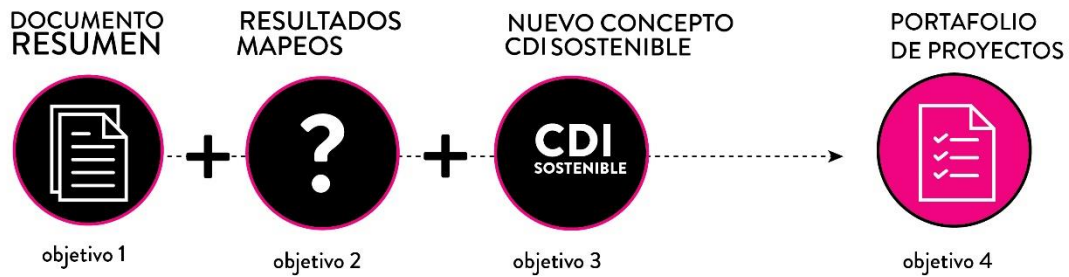 DOCUMENTO
RESUMEN
RESULTADOS
MAPEOS
NUEVO CONCEPTO
CDI SOSTENIBLE
PORTAFOLIO
DE PROYECTOS
?
CDI
SOSTENIBLE
objetivo 1
objetivo 2
objetivo 3
objetivo 4